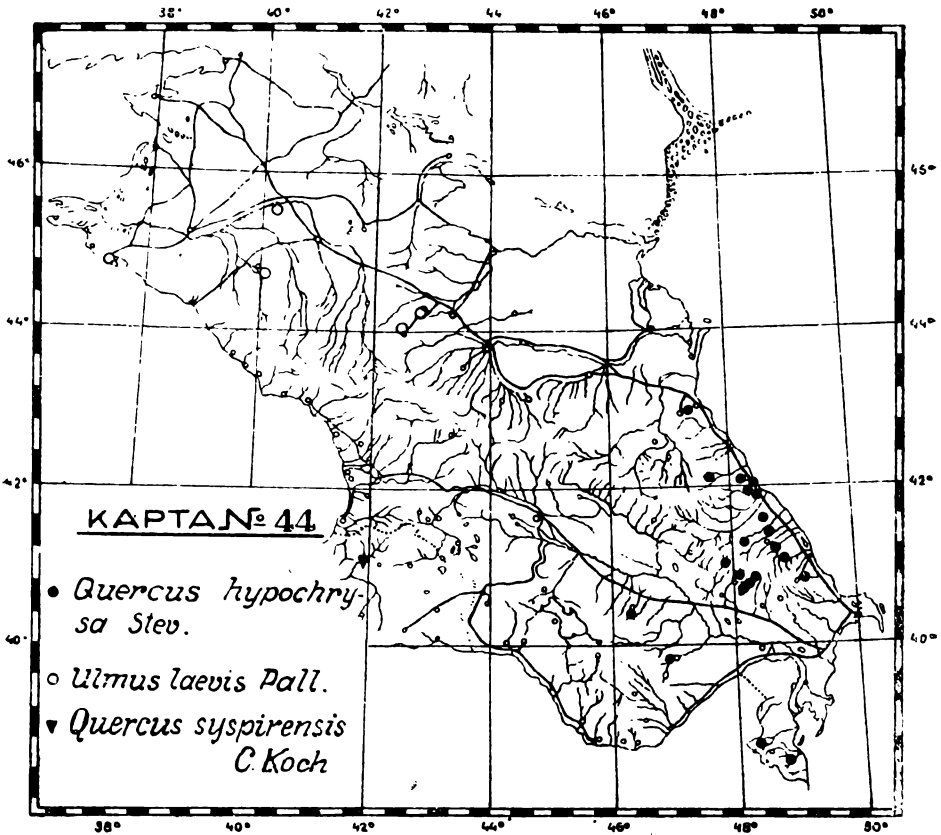 38° 40° 42° 44 46° 48° 50°
46°
46°
44°
44°
42°
42°
КАРТА № 44
Quercus hypochry-
sa Stev.
40°
40°
Ulmus laevis Pall.
Quercus syspirensis
C. Koch
38° 40° 42° 44° 46° 48° 50°